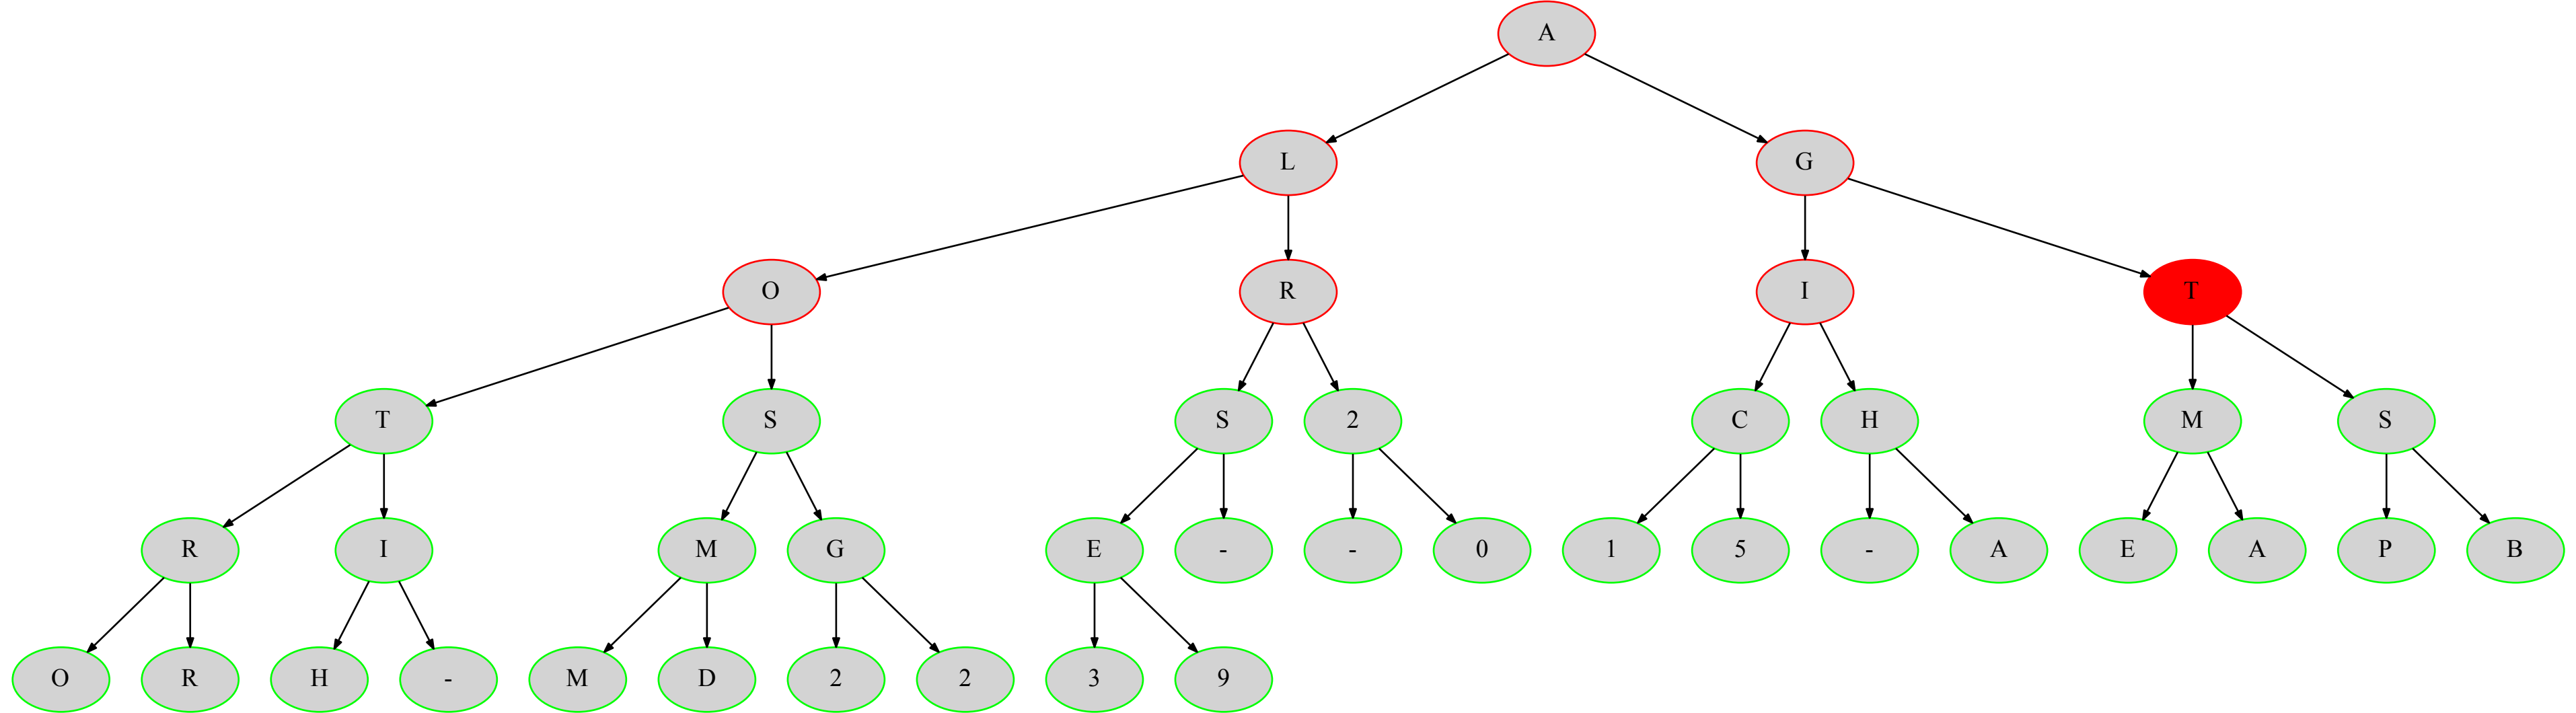 A
L G
O R I T
T S S 2 C H M S
R I M G E - - 0 1 5 - A E A P B
O R H - M D 2 2 3 9